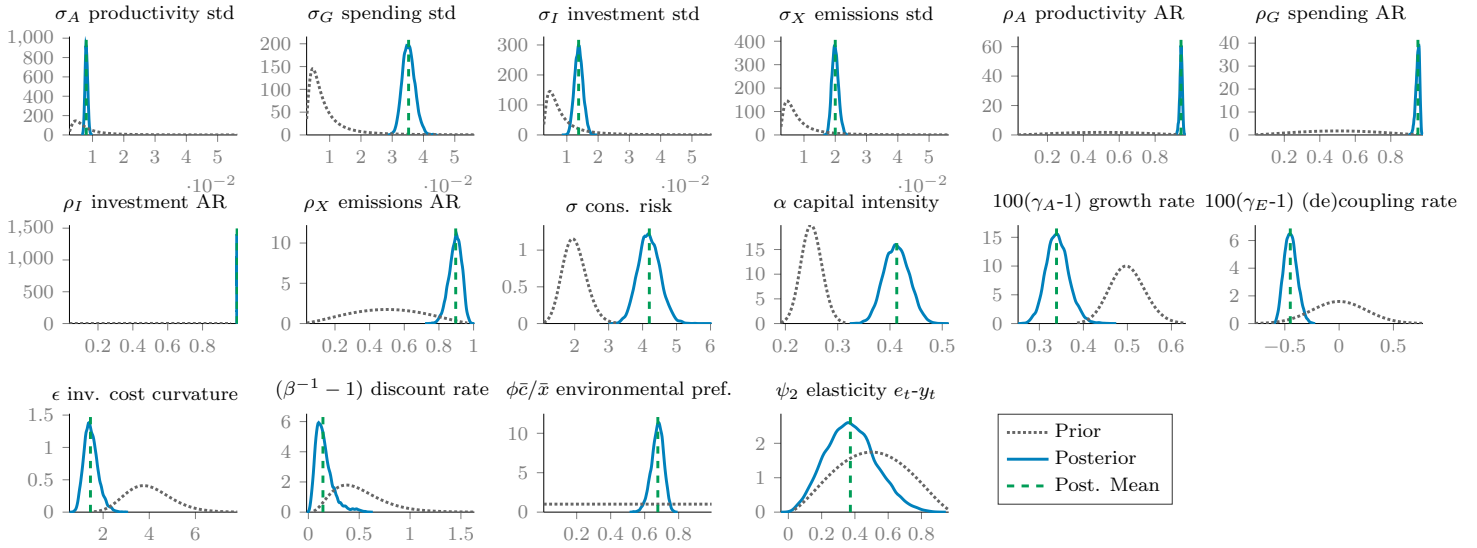 σ_A productivity std
1,000
800
600
400
200
0
1 2 3 4 5
·10⁻²
σ_G spending std
200
150
100
50
0
1 2 3 4 5
·10⁻²
σ_I investment std
300
200
100
0
1 2 3 4 5
·10⁻²
σ_X emissions std
400
300
200
100
0
1 2 3 4 5
·10⁻²
ρ_A productivity AR
60
40
20
0
0.2 0.4 0.6 0.8
ρ_G spending AR
40
30
20
10
0
0.2 0.4 0.6 0.8
ρ_I investment AR
1,500
1,000
500
0
0.2 0.4 0.6 0.8
ρ_X emissions AR
10
5
0
0.2 0.4 0.6 0.8 1
σ cons. risk
1
0.5
0
1 2 3 4 5 6
α capital intensity
15
10
5
0
0.2 0.3 0.4 0.5
100(γ_A-1) growth rate
15
10
5
0
0.3 0.4 0.5 0.6
100(γ_E-1) (de)coupling rate
6
4
2
0
−0.5 0 0.5
ϵ inv. cost curvature
1.5
1
0.5
0
2 4 6
(β⁻¹ − 1) discount rate
6
4
2
0
0 0.5 1 1.5
ϕc̄/x̄ environmental pref.
10
5
0
0.2 0.4 0.6 0.8
ψ₂ elasticity e_t-y_t
2
1
0
0 0.2 0.4 0.6 0.8
Prior
Posterior
Post. Mean